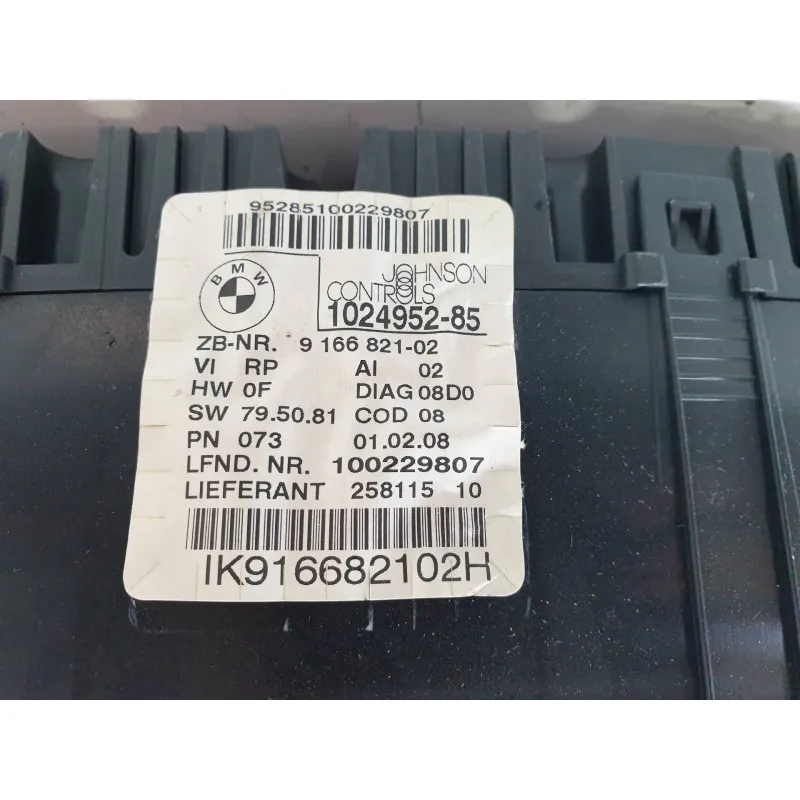 95285100229807
BMW
JOHNSON
CONTROLS
1024952-85
ZB-NR. 9 166 821-02
VI RP AI 02
HW 0F DIAG 08D0
SW 79.50.81 COD 08
PN 073 01.02.08
LFND. NR. 100229807
LIEFERANT 258115 10
IK916682102H